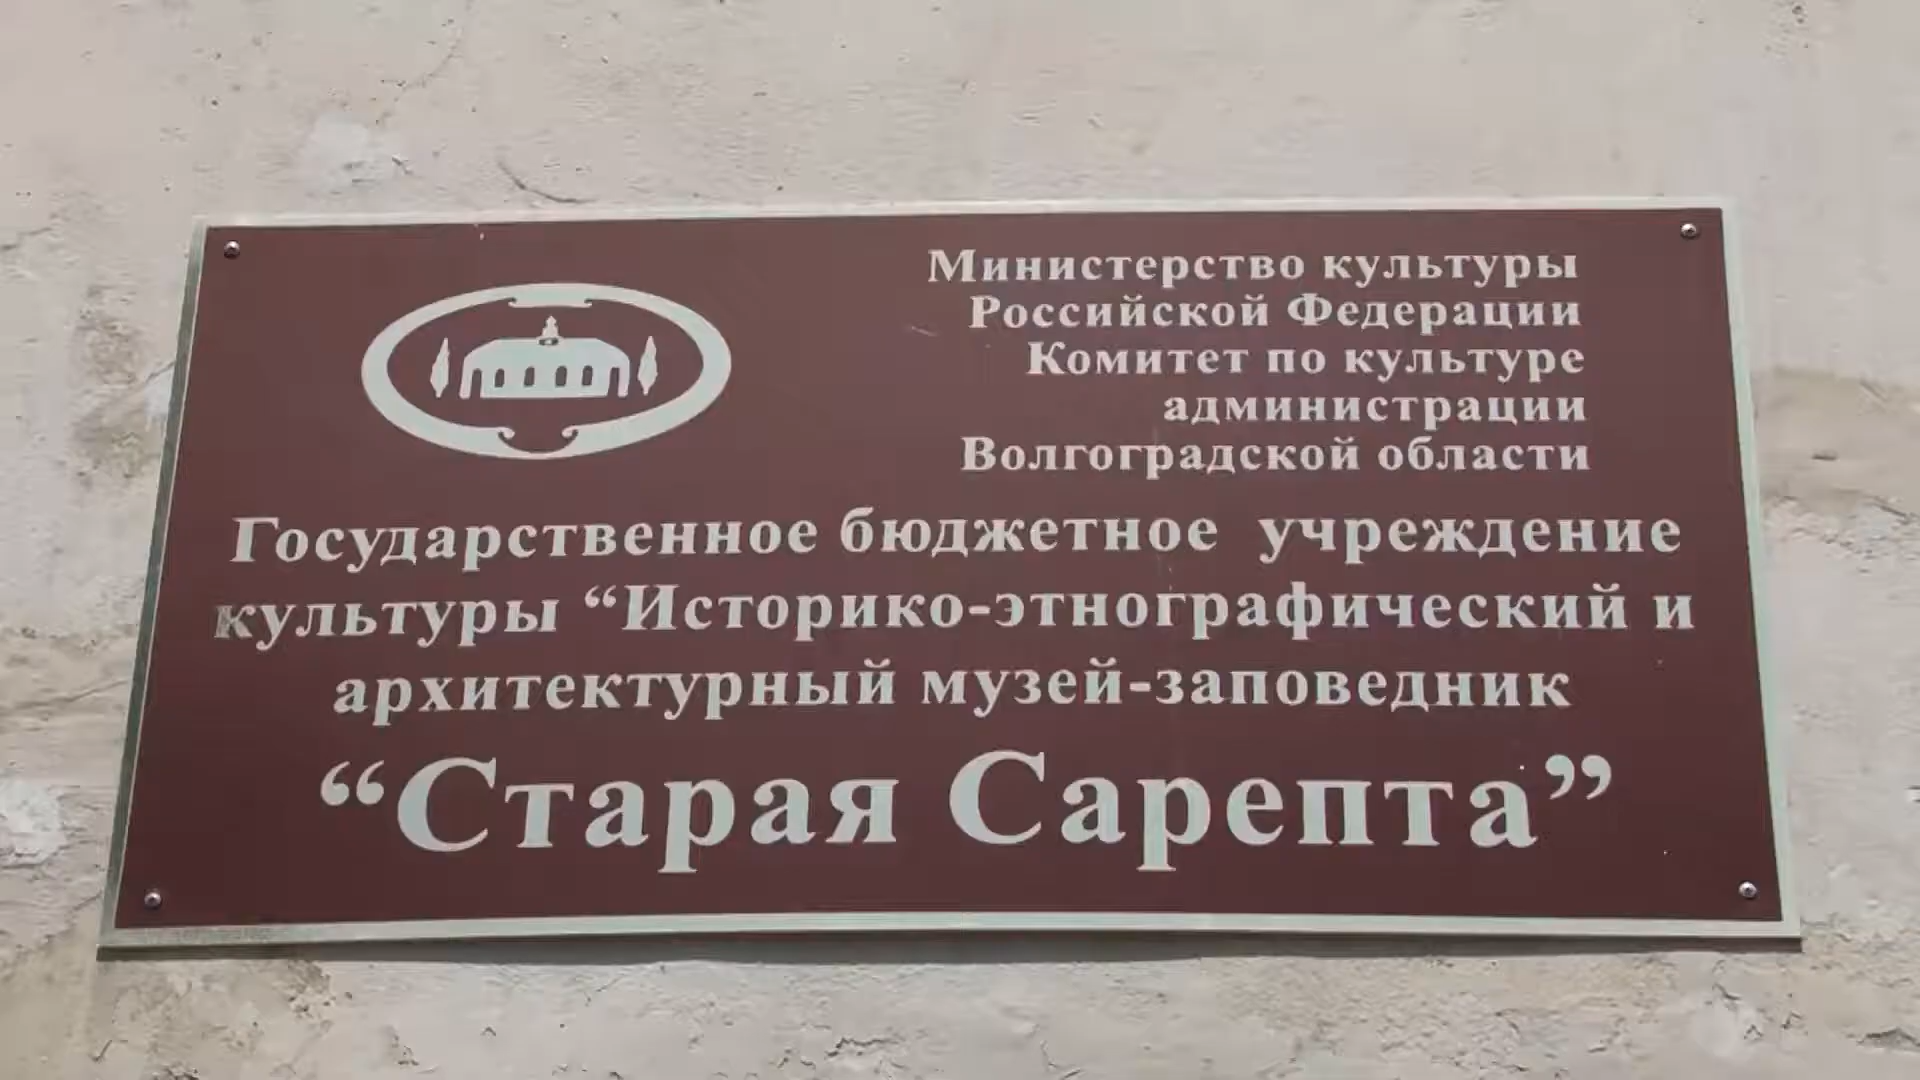 Министерство культуры
Российской Федерации
Комитет по культуре
администрации
Волгоградской области
Государственное бюджетное учреждение
культуры “Историко-этнографический и
архитектурный музей-заповедник
“Старая Сарепта”